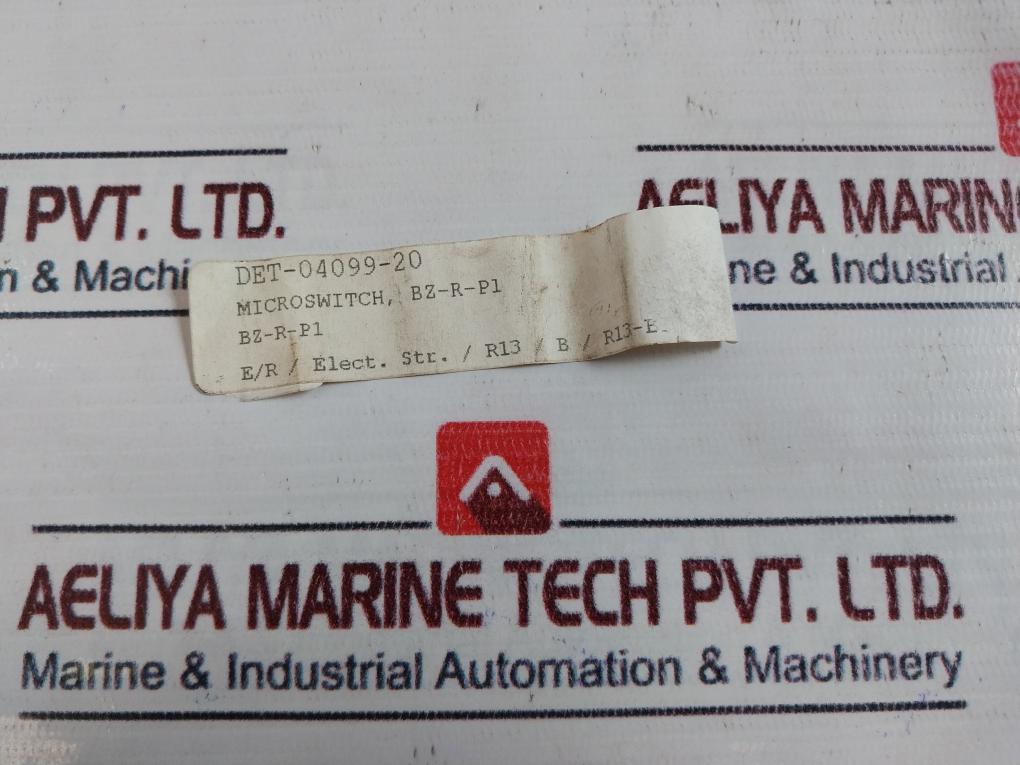 I PVT. LTD.
n & Machi
AELIYA MARIN
ne & Industrial
DET-04099-20
MICROSWITCH, BZ-R-P1
BZ-R-P1
E/R / Elect. Str. / R13 / B / R13-E
AELIYA MARINE TECH PVT. LTD.
Marine & Industrial Automation & Machinery